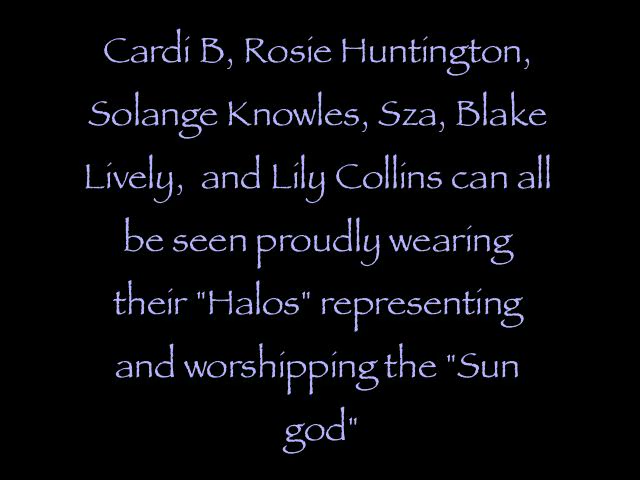 Cardi B, Rosie Huntington,
Solange Knowles, Sza, Blake
Lively,  and Lily Collins can all
be seen proudly wearing
their "Halos" representing
and worshipping the "Sun
god"